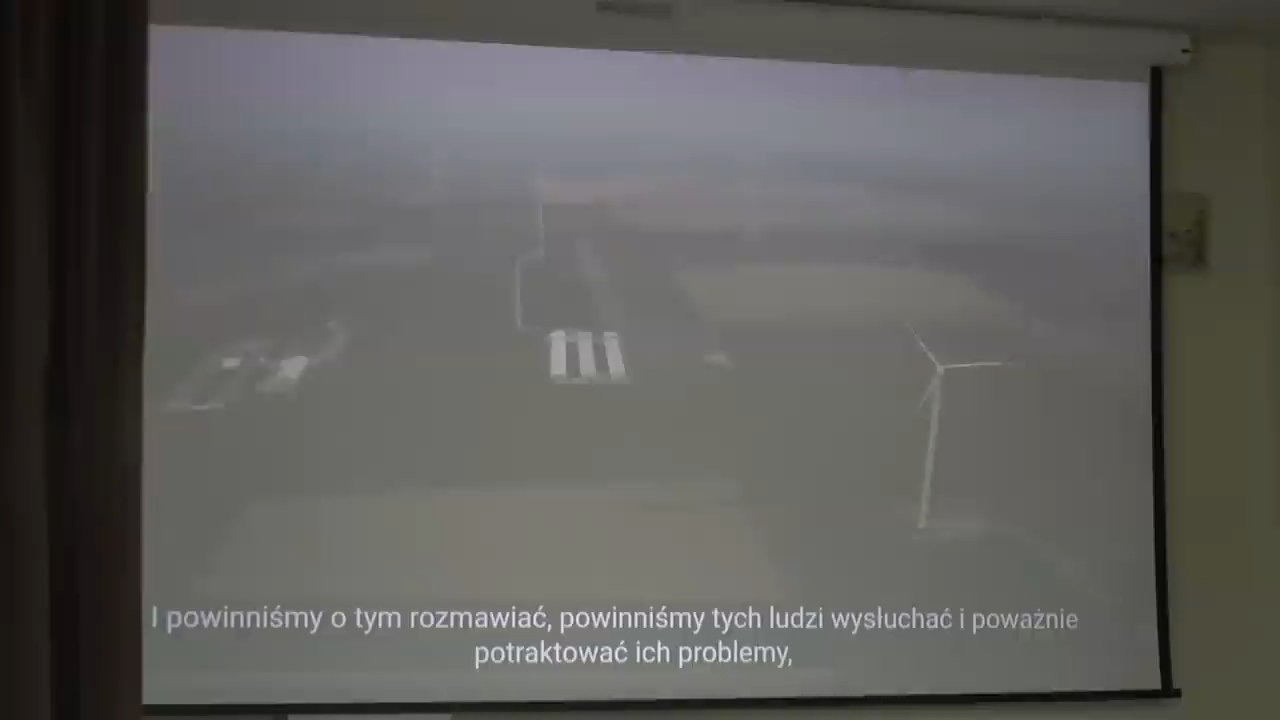 I powinniśmy o tym rozmawiać, powinniśmy tych ludzi wysłuchać i poważnie
potraktować ich problemy,